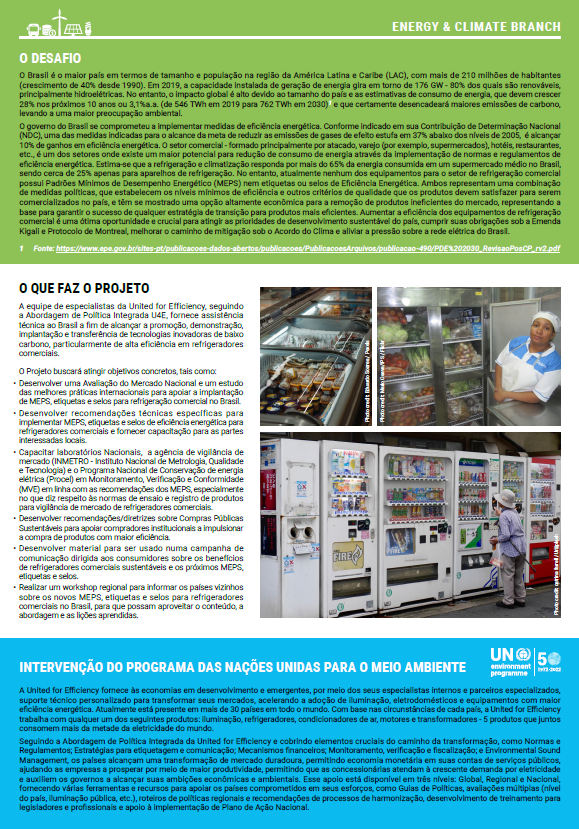 ENERGY & CLIMATE BRANCH
O DESAFIO
O Brasil é o maior país em termos de tamanho e população na região da América Latina e Caribe (LAC), com mais de 210 milhões de habitantes
(crescimento de 40% desde 1990). Em 2019, a capacidade instalada de geração de energia gira em torno de 176 GW - 80% dos quais são renováveis,
principalmente hidroelétricas. No entanto, o impacto global é alto devido ao tamanho do país e as estimativas de consumo de energia, que devem crescer
28% nos próximos 10 anos ou 3,1%a.a. (de 546 TWh em 2019 para 762 TWh em 2030)1 e que certamente desencadeará maiores emissões de carbono,
levando a uma maior preocupação ambiental.
O governo do Brasil se comprometeu a implementar medidas de eficiência energética. Conforme indicado em sua Contribuição de Determinação Nacional
(NDC), uma das medidas indicadas para o alcance da meta de reduzir as emissões de gases de efeito estufa em 37% abaixo dos níveis de 2005, é alcançar
10% de ganhos em eficiência energética. O setor comercial - formado principalmente por atacado, varejo (por exemplo, supermercados), hotéis, restaurantes,
etc., é um dos setores onde existe um maior potencial para redução de consumo de energia através da implementação de normas e regulamentos de
eficiência energética. Estima-se que a refrigeração e climatização respondam por mais do 65% da energia consumida em um supermercado médio no Brasil,
sendo cerca de 25% apenas para aparelhos de refrigeração. No entanto, atualmente nenhum dos equipamentos para o setor de refrigeração comercial
possui Padrões Mínimos de Desempenho Energético (MEPS) nem etiquetas ou selos de Eficiência Energética. Ambos representam uma combinação
de medidas políticas, que estabelecem os níveis mínimos de eficiência e outros critérios de qualidade que os produtos devem satisfazer para serem
comercializados no país, e têm se mostrado uma opção altamente econômica para a remoção de produtos ineficientes do mercado, representando a
base para garantir o sucesso de qualquer estratégia de transição para produtos mais eficientes. Aumentar a eficiência dos equipamentos de refrigeração
comercial é uma ótima oportunidade e crucial para atingir as prioridades de desenvolvimento sustentável do país, cumprir suas obrigações sob a Emenda
Kigali e Protocolo de Montreal, melhorar o caminho de mitigação sob o Acordo do Clima e aliviar a pressão sobre a rede elétrica do Brasil.
1 Fonte: https://www.epe.gov.br/sites-pt/publicacoes-dados-abertos/publicacoes/PublicacoesArquivos/publicacao-490/PDE%202030_RevisaoPosCP_rv2.pdf
O QUE FAZ O PROJETO
A equipe de especialistas da United for Efficiency, seguindo
a Abordagem de Política Integrada U4E, fornece assistência
técnica ao Brasil a fim de alcançar a promoção, demonstração,
implantação e transferência de tecnologias inovadoras de baixo
carbono, particularmente de alta eficiência em refrigeradores
comerciais.
O Projeto buscará atingir objetivos concretos, tais como:
• Desenvolver uma Avaliação do Mercado Nacional e um estudo
das melhores práticas internacionais para apoiar a implantação
de MEPS, etiquetas e selos para refrigeração comercial no Brasil.
• Desenvolver recomendações técnicas específicas para
implementar MEPS, etiquetas e selos de eficiência energética para
refrigeradores comerciais e fornecer capacitação para as partes
interessadas locais.
• Capacitar laboratórios Nacionais, a agência de vigilância de
mercado (INMETRO - Instituto Nacional de Metrologia, Qualidade
e Tecnologia) e o Programa Nacional de Conservação de energia
elétrica (Procel) em Monitoramento, Verificação e Conformidade
(MVE) em linha com as recomendações dos MEPS, especialmente
no que diz respeito às normas de ensaio e registro de produtos
para vigilância de mercado de refrigeradores comerciais.
• Desenvolver recomendações/diretrizes sobre Compras Públicas
Sustentáveis para apoiar compradores institucionais a impulsionar
a compra de produtos com maior eficiência.
• Desenvolver material para ser usado numa campanha de
comunicação dirigida aos consumidores sobre os benefícios
de refrigeradores comerciais sustentáveis e os próximos MEPS,
etiquetas e selos.
• Realizar um workshop regional para informar os países vizinhos
sobre os novos MEPS, etiquetas e selos para refrigeradores
comerciais no Brasil, para que possam aproveitar o conteúdo, a
abordagem e as lições aprendidas.
FIRE
INTERVENÇÃO DO PROGRAMA DAS NAÇÕES UNIDAS PARA O MEIO AMBIENTE
UN
environment
programme
50
1972-2022
A United for Efficiency fornece às economias em desenvolvimento e emergentes, por meio dos seus especialistas internos e parceiros especializados,
suporte técnico personalizado para transformar seus mercados, acelerando a adoção de iluminação, eletrodomésticos e equipamentos com maior
eficiência energética. Atualmente está presente em mais de 30 países em todo o mundo. Com base nas circunstâncias de cada país, a United for Efficiency
trabalha com qualquer um dos seguintes produtos: iluminação, refrigeradores, condicionadores de ar, motores e transformadores - 5 produtos que juntos
consomem mais da metade da eletricidade do mundo.
Seguindo a Abordagem de Política Integrada da United for Efficiency e cobrindo elementos cruciais do caminho da transformação, como Normas e
Regulamentos; Estratégias para etiquetagem e comunicação; Mecanismos financeiros; Monitoramento, verificação e fiscalização; e Environmental Sound
Management, os países alcançam uma transformação de mercado duradoura, permitindo economia monetária em suas contas de serviços públicos,
ajudando as empresas a prosperar por meio de maior produtividade, permitindo que as concessionárias atendam à crescente demanda por eletricidade
e auxiliem os governos a alcançar suas ambições econômicas e ambientais. Esse apoio está disponível em três níveis: Global, Regional e Nacional,
fornecendo várias ferramentas e recursos para apoiar os países comprometidos em seus esforços, como Guias de Políticas, avaliações múltiplas (nível
do país, iluminação pública, etc.), roteiros de políticas regionais e recomendações de processos de harmonização, desenvolvimento de treinamento para
legisladores e profissionais e apoio à implementação de Plano de Ação Nacional.